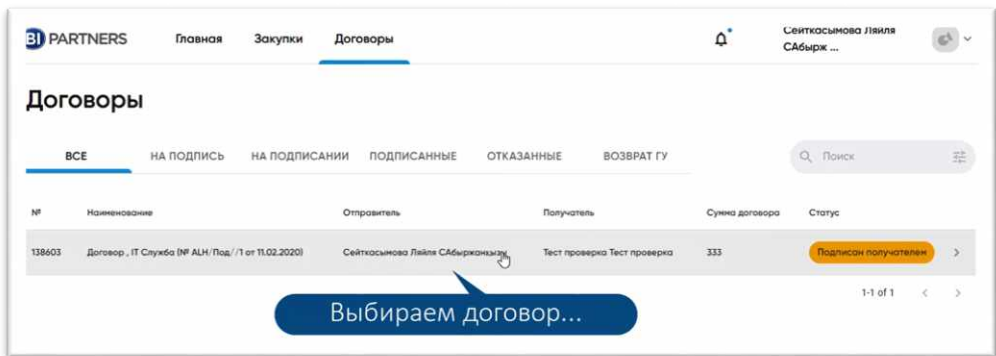 BI PARTNERS Главная Закупки Договоры Сейткасымова Ляйля
САбырж ...
Договоры
ВСЕ НА ПОДПИСЬ НА ПОДПИСАНИИ ПОДПИСАННЫЕ ОТКАЗАННЫЕ ВОЗВРАТ ГУ Поиск
№ Наименование Отправитель Получатель Сумма договора Статус
138603 Договор , IT Служба (№ ALH/Под//1 от 11.02.2020) Сейткасымова Ляйля САбыржанкызы Тест проверка Тест проверка 333 Подписан получателем
1-1 of 1
Выбираем договор...